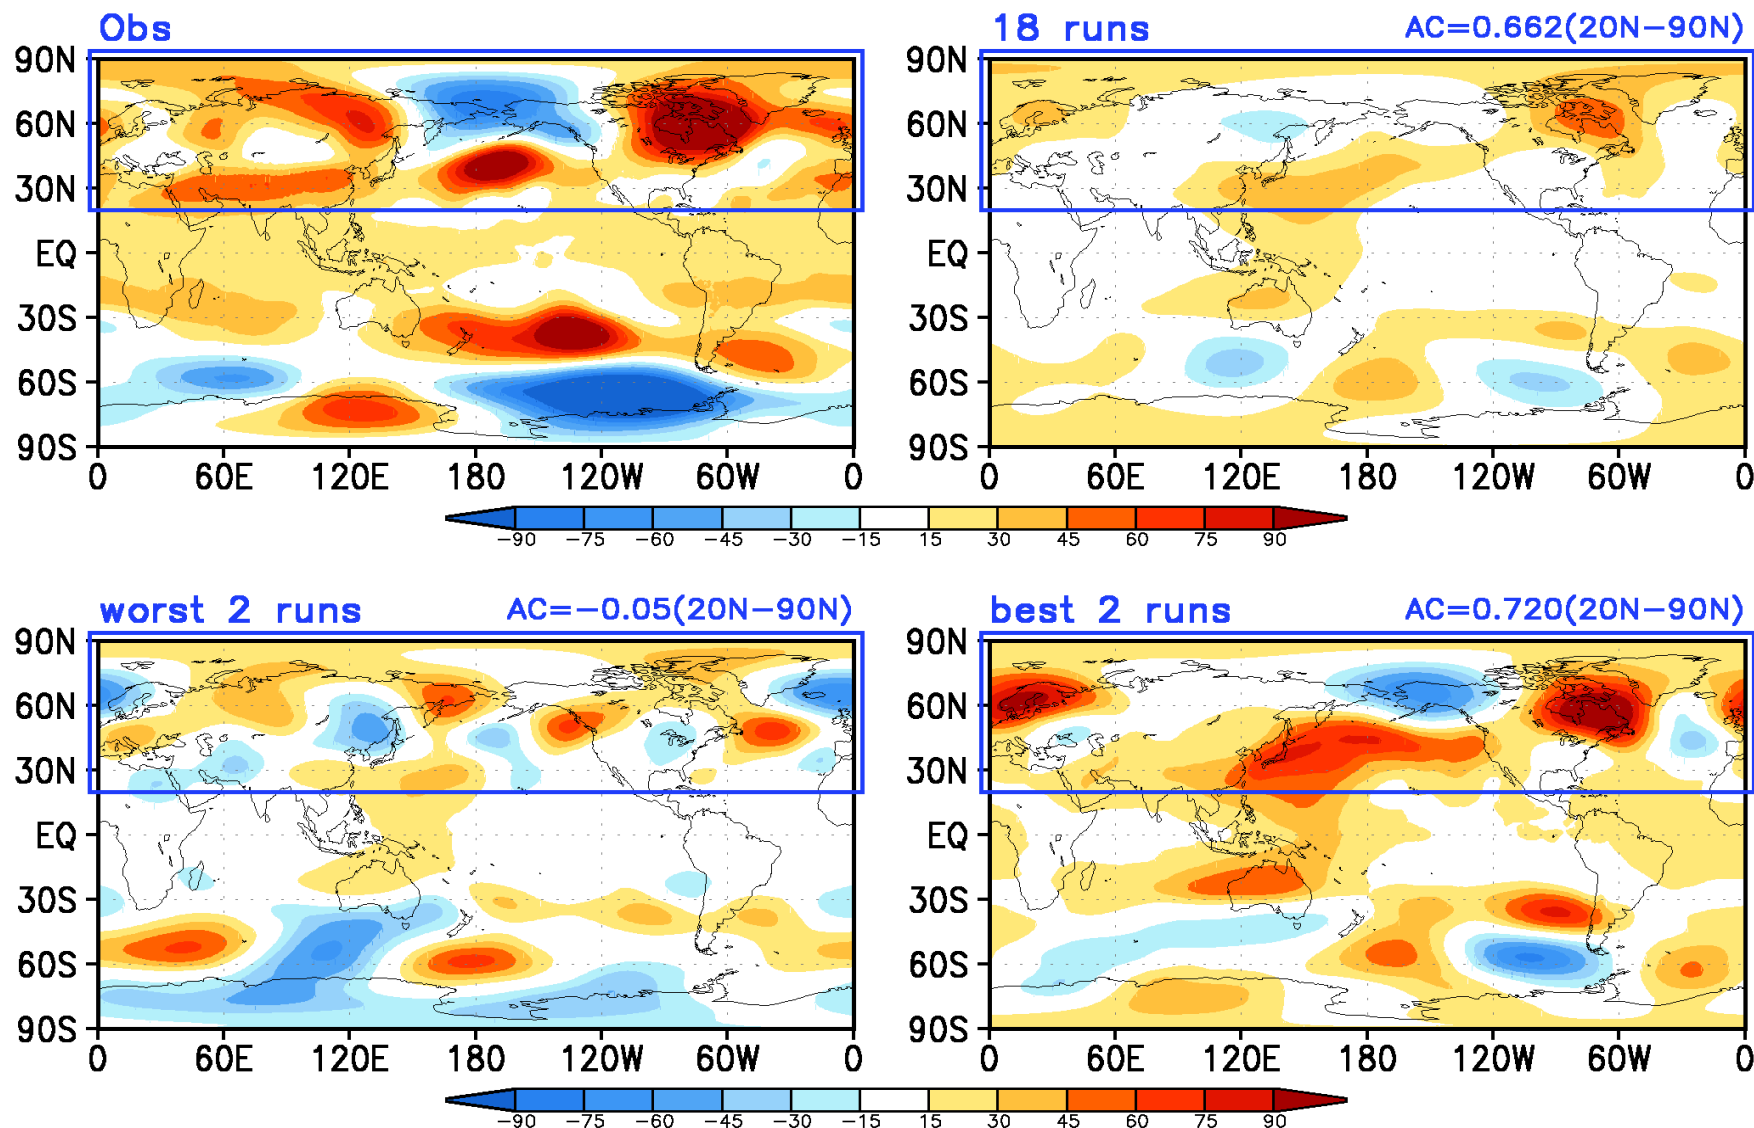 Obs
18 runs AC=0.662(20N−90N)
90N
60N
30N
EQ
30S
60S
90S
0 60E 120E 180 120W 60W 0
90N
60N
30N
EQ
30S
60S
90S
0 60E 120E 180 120W 60W 0
−90 −75 −60 −45 −30 −15 15 30 45 60 75 90
worst 2 runs AC=−0.05(20N−90N)
best 2 runs AC=0.720(20N−90N)
90N
60N
30N
EQ
30S
60S
90S
0 60E 120E 180 120W 60W 0
90N
60N
30N
EQ
30S
60S
90S
0 60E 120E 180 120W 60W 0
−90 −75 −60 −45 −30 −15 15 30 45 60 75 90